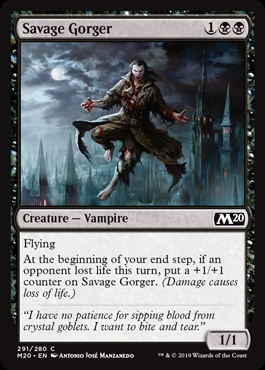 Savage Gorger 1
Creature — Vampire M20
Flying
At the beginning of your end step, if an
opponent lost life this turn, put a +1/+1
counter on Savage Gorger. (Damage causes
loss of life.)
"I have no patience for sipping blood from
crystal goblets. I want to bite and tear."
1/1
291/280 C
M20 • EN Antonio José Manzanedo
™ & © 2019 Wizards of the Coast